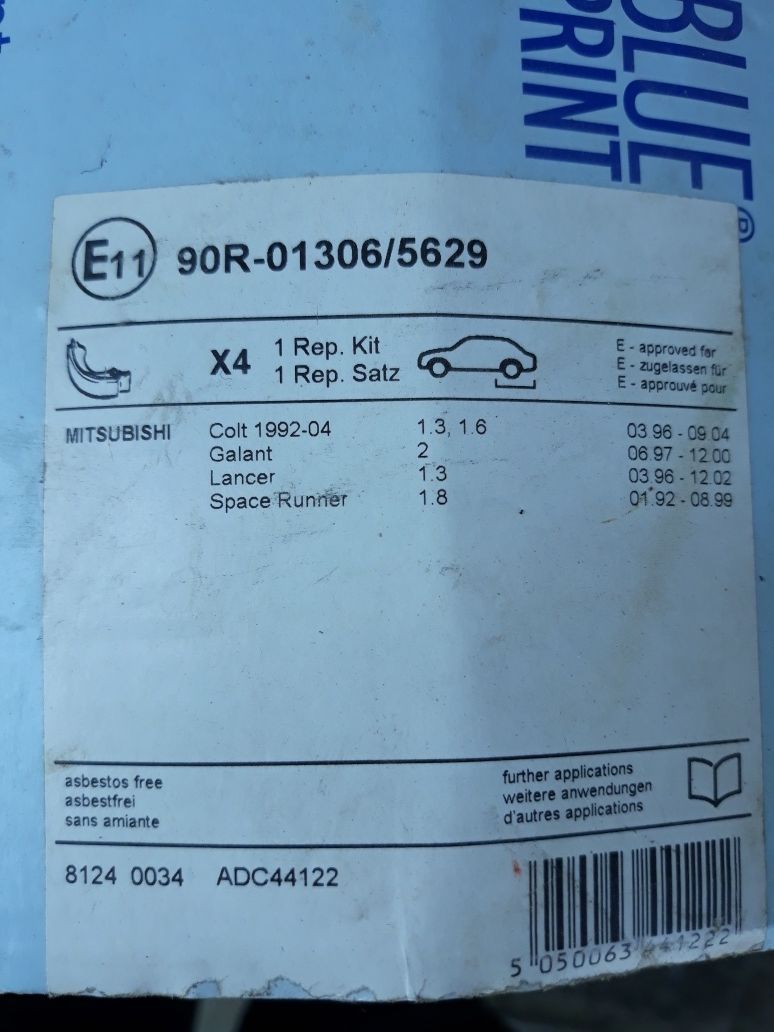 BLUE
PRINT®
E11 90R-01306/5629
X4
1 Rep. Kit
1 Rep. Satz
E - approved for
E - zugelassen für
E - approuvé pour
MITSUBISHI Colt 1992-04 1.3, 1.6 03.96 - 09.04
Galant 2 06.97 - 12.00
Lancer 1.3 03.96 - 12.02
Space Runner 1.8 01.92 - 08.99
asbestos free
asbestfrei
sans amiante
further applications
weitere anwendungen
d'autres applications
8124 0034 ADC44122
5 050063 441222